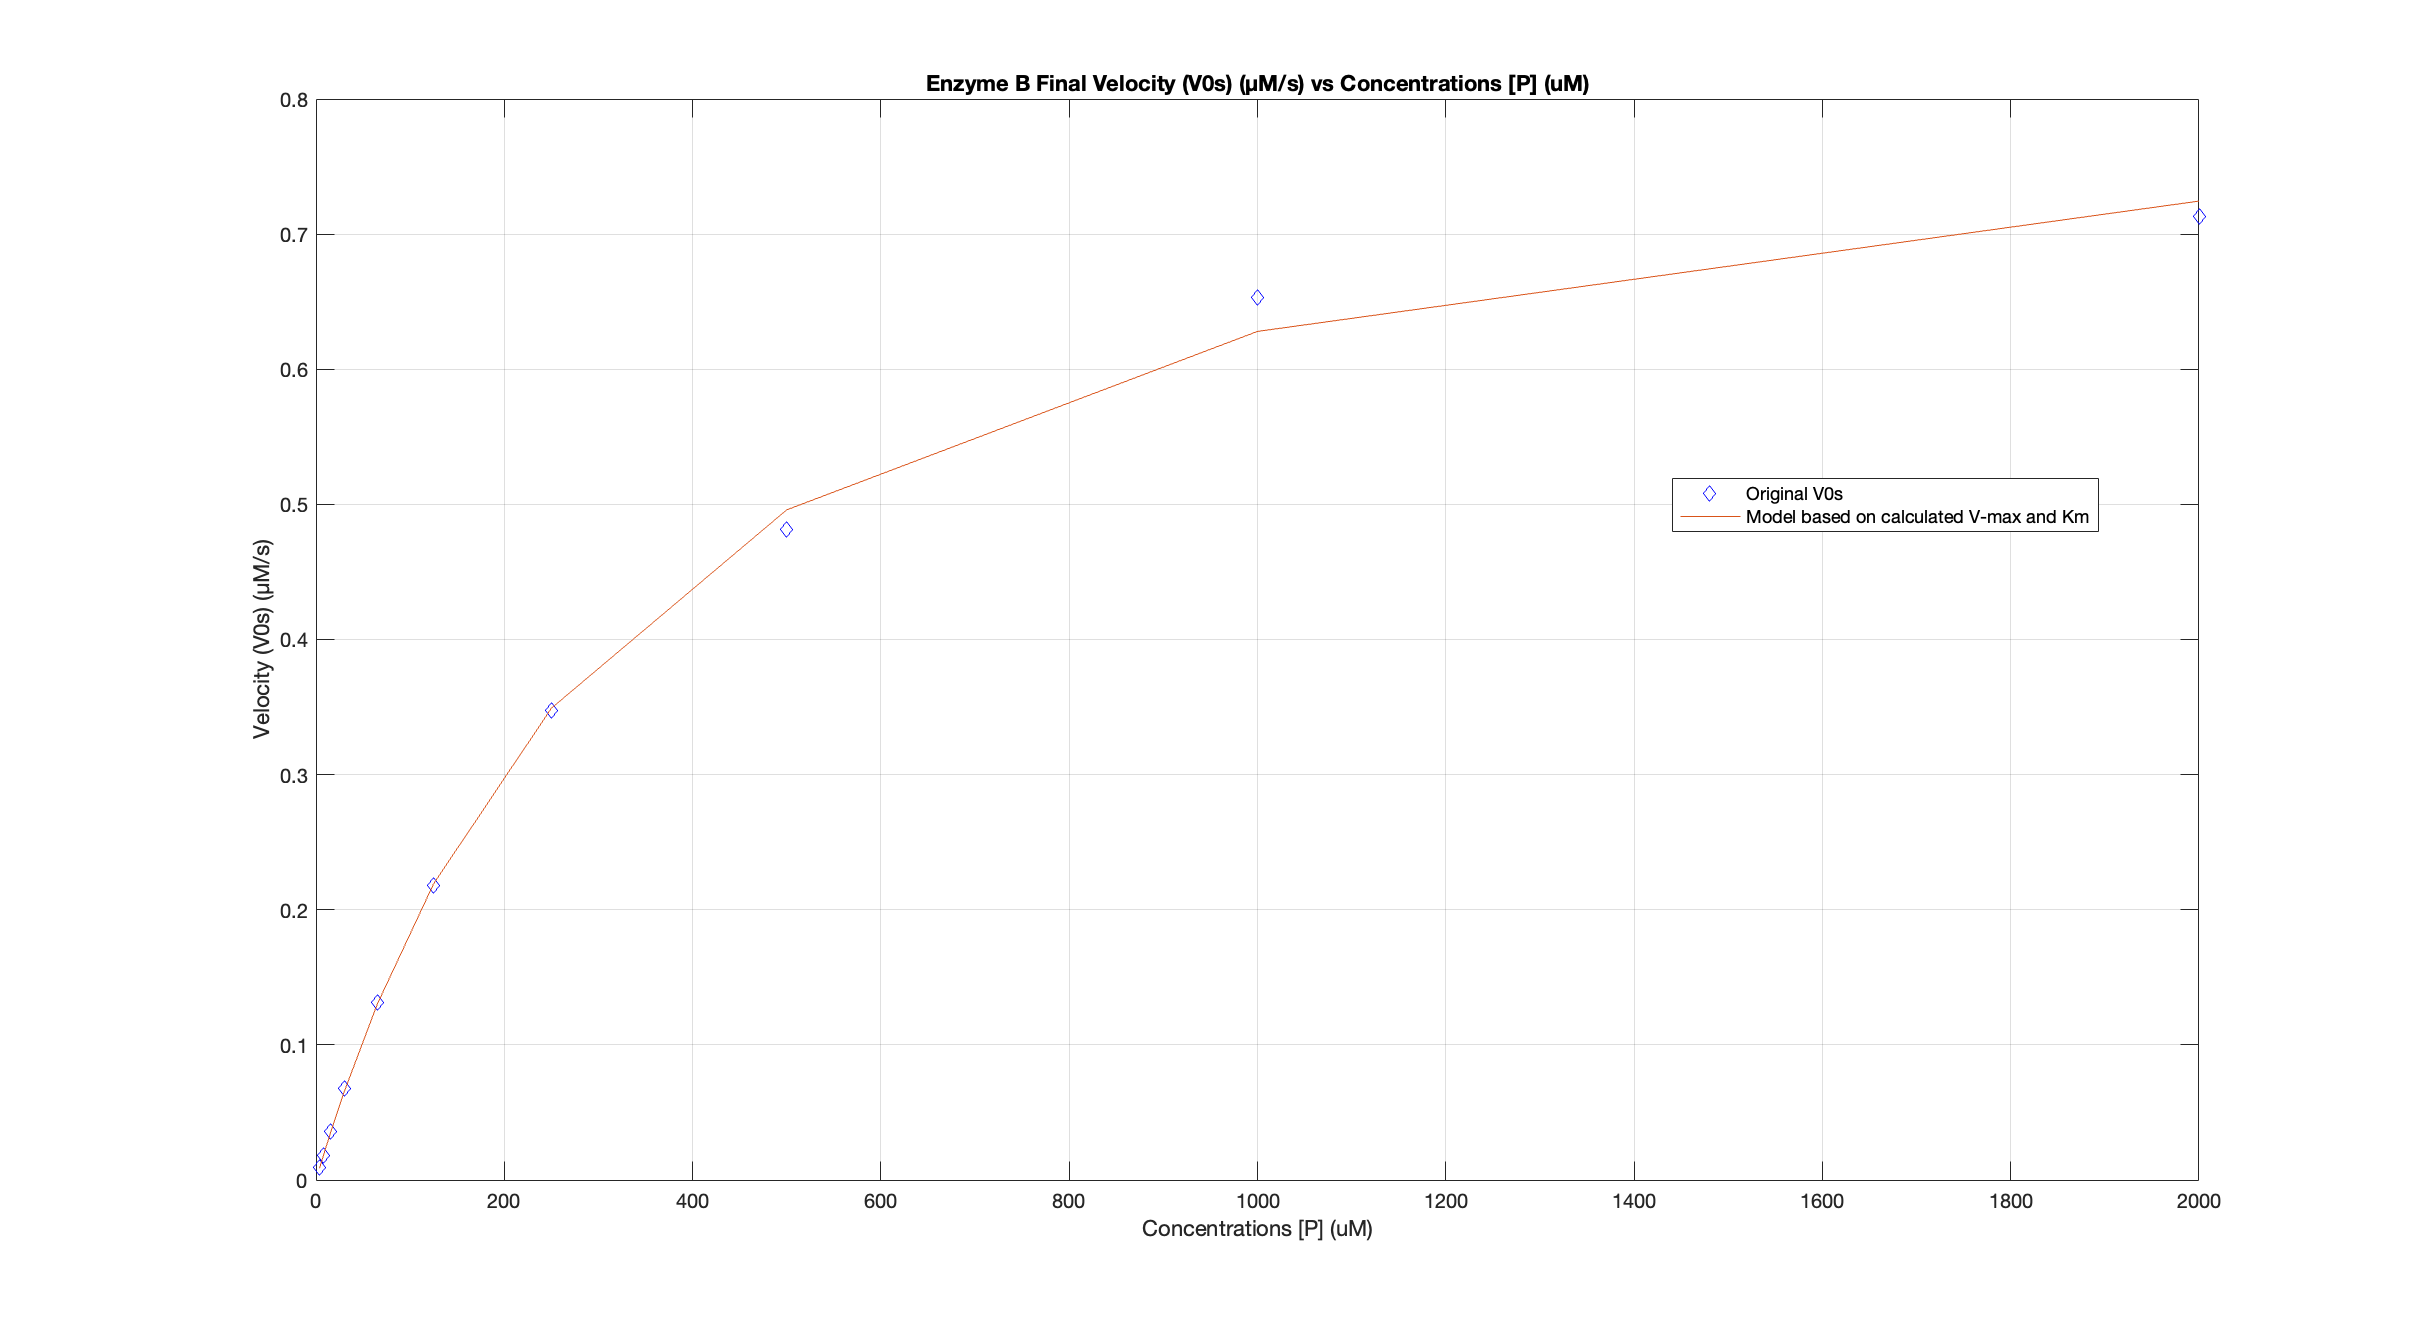 Enzyme B Final Velocity (V0s) (µM/s) vs Concentrations [P] (uM)
0.8
0.7
0.6
0.5
0.4
0.3
0.2
0.1
0
Velocity (V0s) (µM/s)
Original V0s
Model based on calculated V-max and Km
0 200 400 600 800 1000 1200 1400 1600 1800 2000
Concentrations [P] (uM)